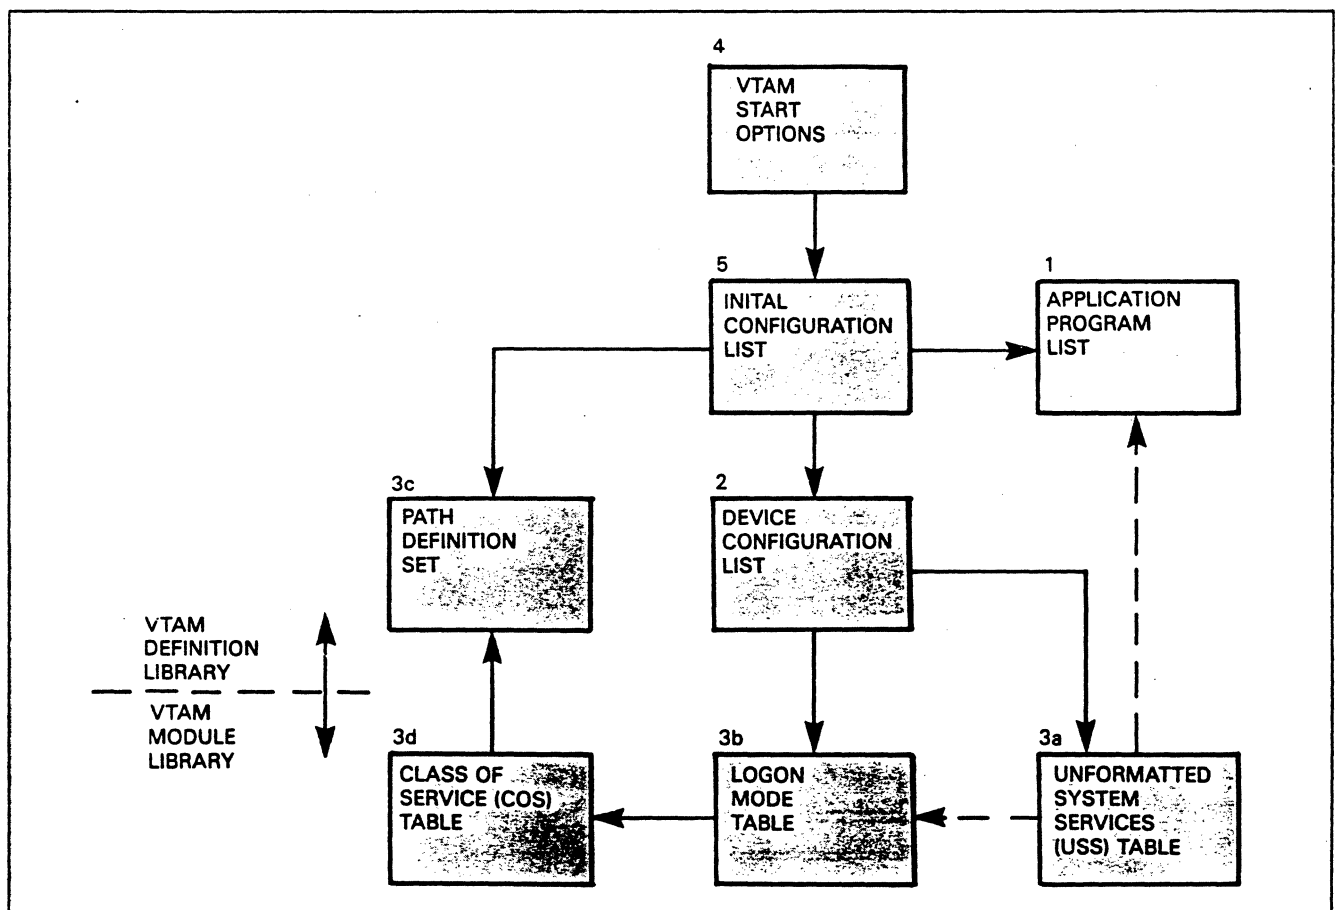 4
VTAM
START
OPTIONS
5
INITAL
CONFIGURATION
LIST
1
APPLICATION
PROGRAM
LIST
3c
PATH
DEFINITION
SET
2
DEVICE
CONFIGURATION
LIST
VTAM
DEFINITION
LIBRARY
VTAM
MODULE
LIBRARY
3d
CLASS OF
SERVICE (COS)
TABLE
3b
LOGON
MODE
TABLE
3a
UNFORMATTED
SYSTEM
SERVICES
(USS) TABLE